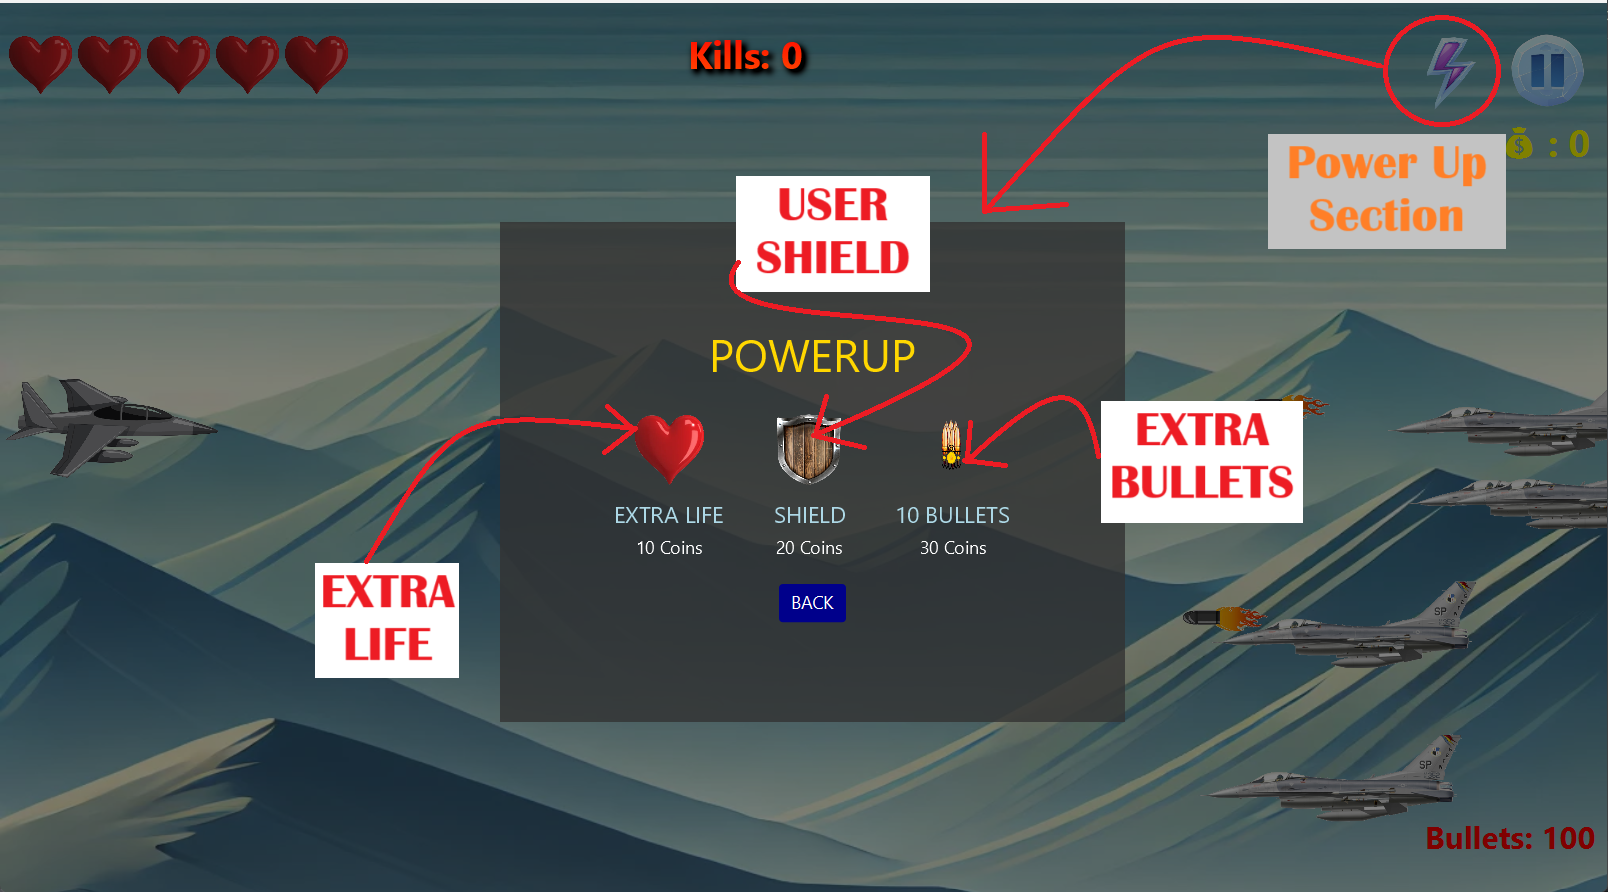 Kills: 0
: 0
Power Up
Section
USER
SHIELD
POWERUP
EXTRA
BULLETS
EXTRA LIFE
SHIELD
10 BULLETS
10 Coins
20 Coins
30 Coins
EXTRA
LIFE
BACK
SP
SP
Bullets: 100